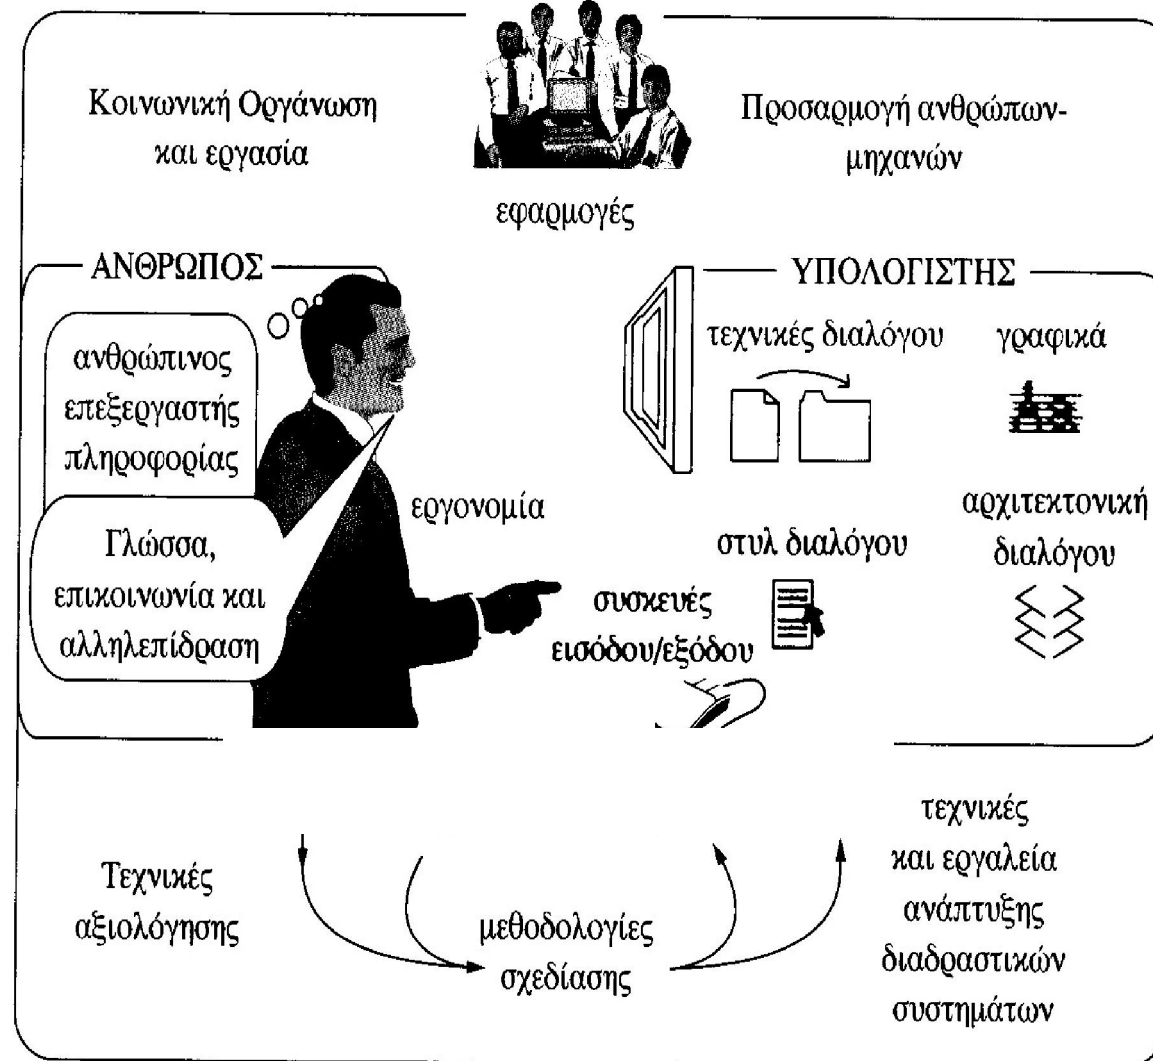 Κοινωνική Οργάνωση
και εργασία
Προσαρμογή ανθρώπων-
μηχανών
εφαρμογές
ΑΝΘΡΩΠΟΣ
ανθρώπινος
επεξεργαστής
πληροφορίας
Γλώσσα,
επικοινωνία και
αλληλεπίδραση
εργονομία
συσκευές
εισόδου/εξόδου
ΥΠΟΛΟΓΙΣΤΗΣ
τεχνικές διαλόγου
γραφικά
στυλ διαλόγου
αρχιτεκτονική
διαλόγου
Τεχνικές
αξιολόγησης
μεθοδολογίες
σχεδίασης
τεχνικές
και εργαλεία
ανάπτυξης
διαδραστικών
συστημάτων